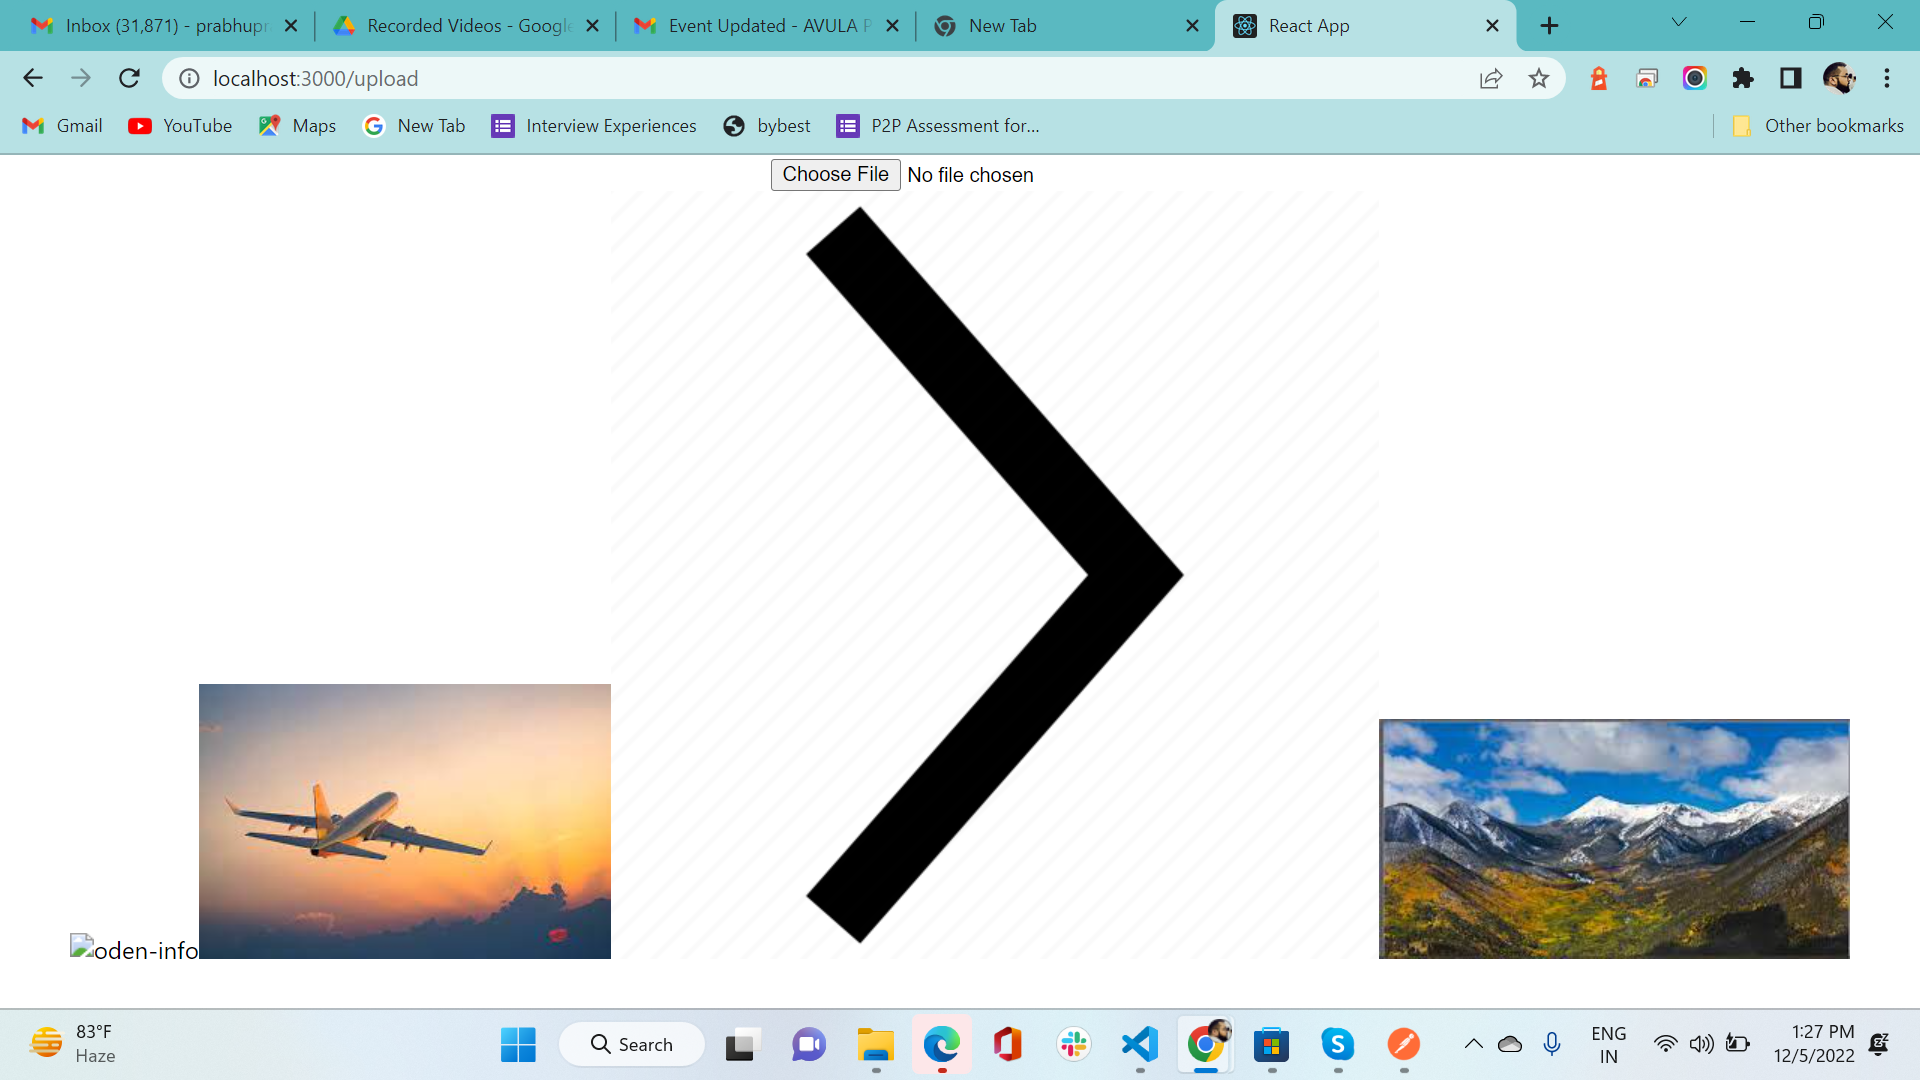 Inbox (31,871) - prabhupr
Recorded Videos - Google
Event Updated - AVULA P
New Tab
React App
localhost:3000/upload
Gmail
YouTube
Maps
New Tab
Interview Experiences
bybest
P2P Assessment for...
Other bookmarks
Choose File No file chosen
oden-info
83°F
Haze
Search
ENG
IN
1:27 PM
12/5/2022